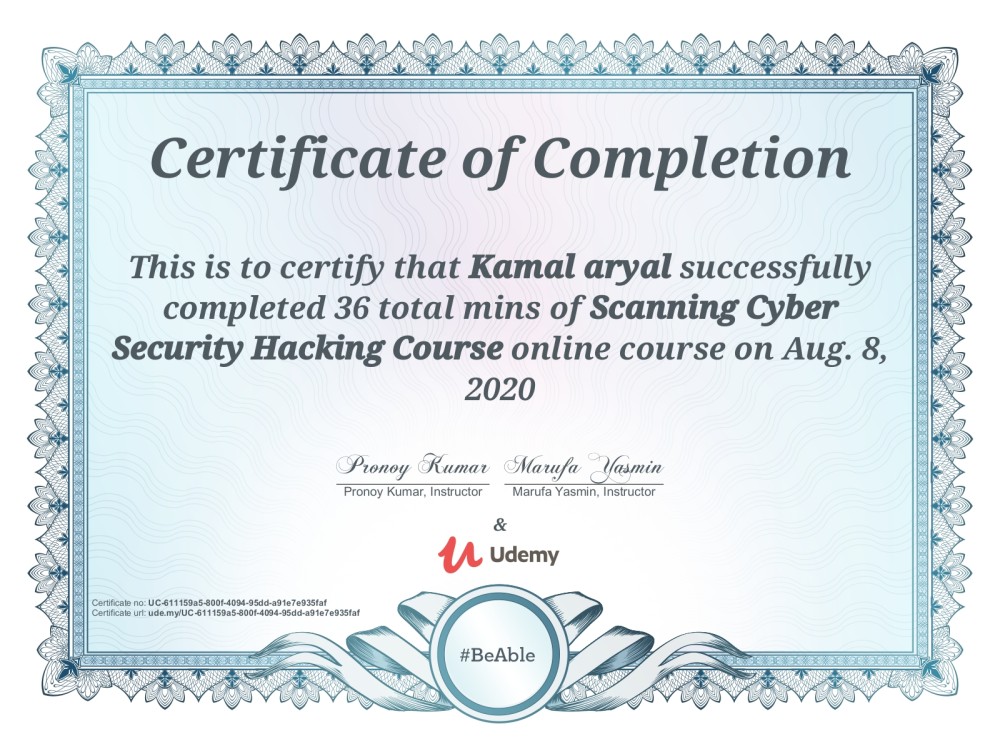 Certificate of Completion
This is to certify that Kamal aryal successfully
completed 36 total mins of Scanning Cyber
Security Hacking Course online course on Aug. 8,
2020
Pronoy Kumar Marufa Yasmin
Pronoy Kumar, Instructor Marufa Yasmin, Instructor
&
Udemy
Certificate no: UC-611159a5-800f-4094-95dd-a91e7e935faf
Certificate url: ude.my/UC-611159a5-800f-4094-95dd-a91e7e935faf
#BeAble